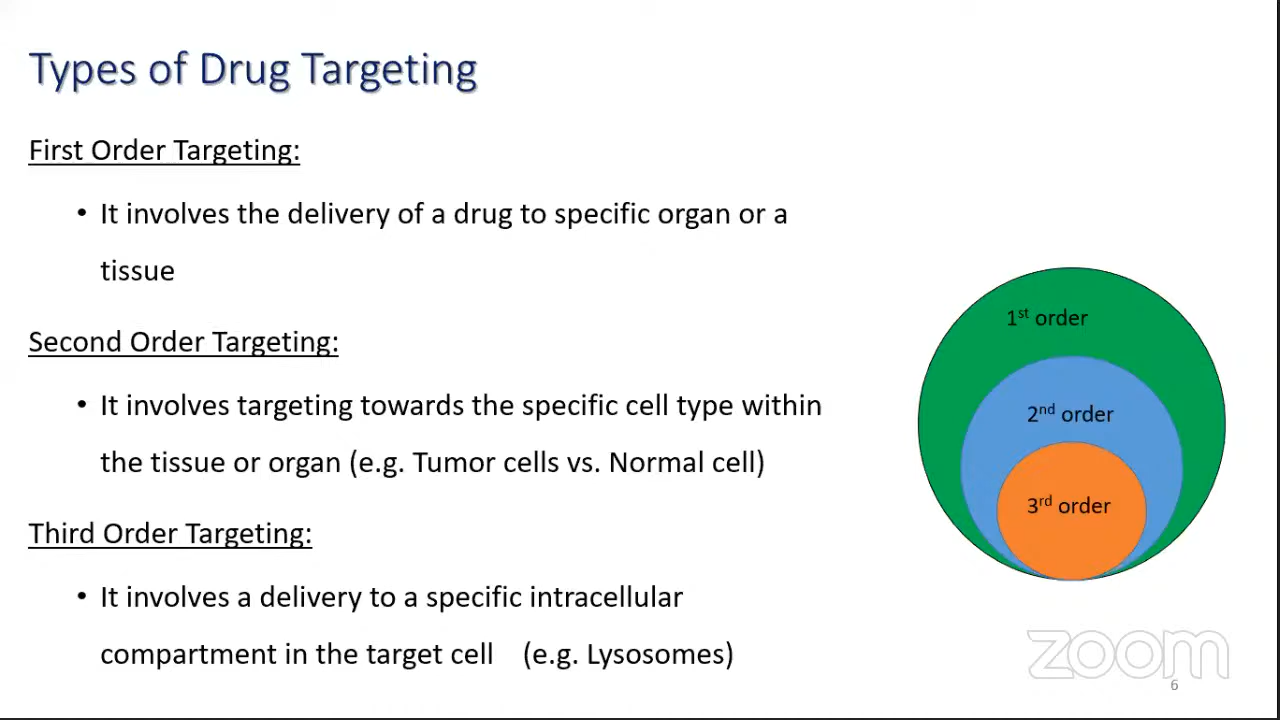 Types of Drug Targeting
First Order Targeting:
• It involves the delivery of a drug to specific organ or a
tissue
Second Order Targeting:
• It involves targeting towards the specific cell type within
the tissue or organ (e.g. Tumor cells vs. Normal cell)
Third Order Targeting:
• It involves a delivery to a specific intracellular
compartment in the target cell (e.g. Lysosomes)
1st order
2nd order
3rd order
zoom
6